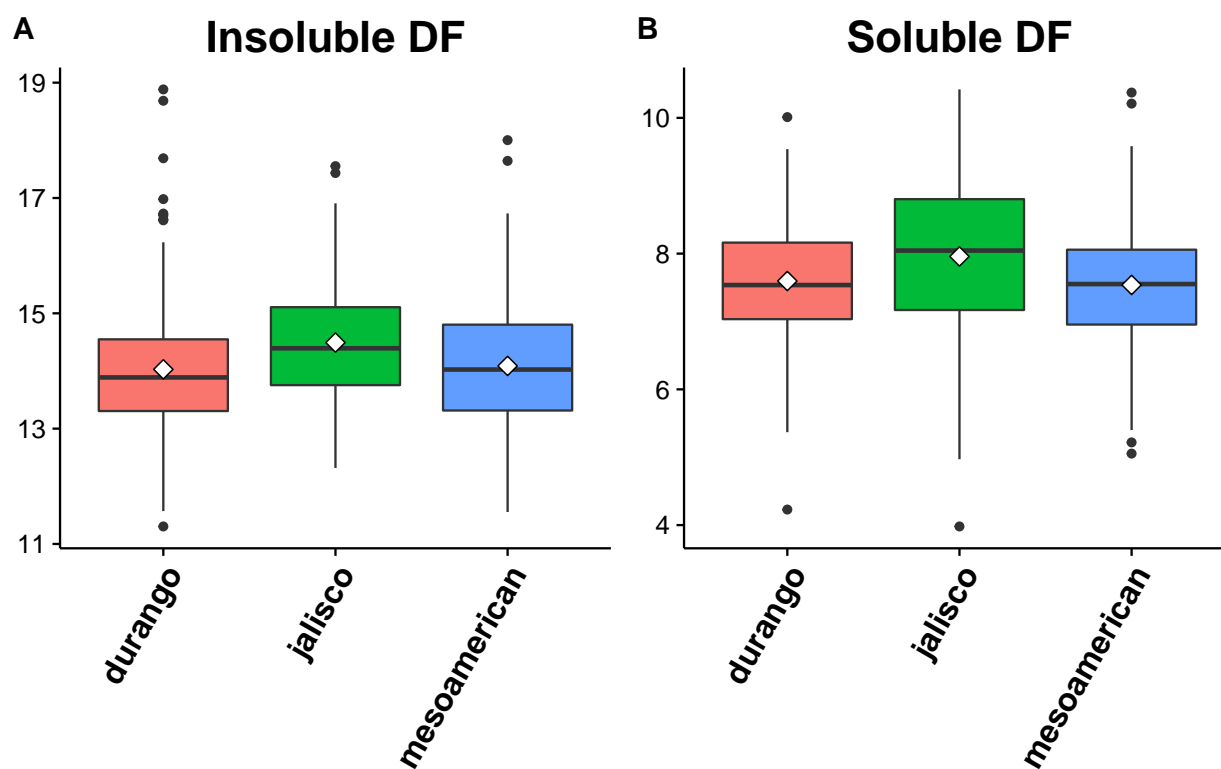 A
Insoluble DF
19
17
15
13
11
durango
jalisco
mesoamerican
B
Soluble DF
10
8
6
4
durango
jalisco
mesoamerican